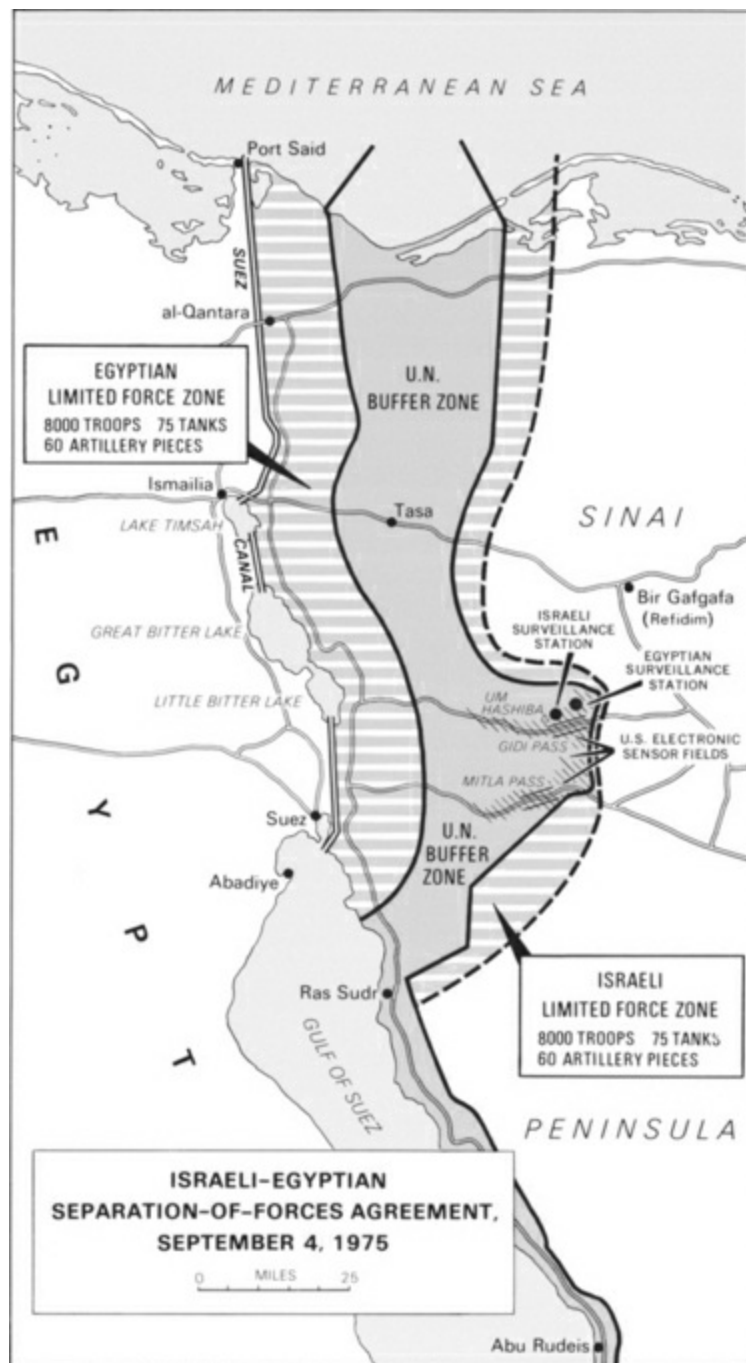 MEDITERRANEAN SEA
Port Said
SUEZ
al-Qantara
EGYPTIAN
LIMITED FORCE ZONE
8000 TROOPS 75 TANKS
60 ARTILLERY PIECES
U.N.
BUFFER ZONE
Ismailia
Tasa
LAKE TIMSAH
SINAI
CANAL
Bir Gafgafa
(Refidim)
ISRAELI
SURVEILLANCE
STATION
EGYPTIAN
SURVEILLANCE
STATION
GREAT BITTER LAKE
LITTLE BITTER LAKE
UM
HASHIBA
GIDI PASS
U.S. ELECTRONIC
SENSOR FIELDS
MITLA PASS
Suez
U.N.
BUFFER
ZONE
Abadiye
EGYPT
Ras Sudr
ISRAELI
LIMITED FORCE ZONE
8000 TROOPS 75 TANKS
60 ARTILLERY PIECES
GULF OF SUEZ
PENINSULA
ISRAELI-EGYPTIAN
SEPARATION-OF-FORCES AGREEMENT,
SEPTEMBER 4, 1975
0 MILES 25
Abu Rudeis